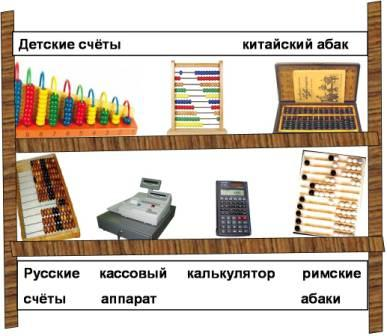 Детские счёты китайский абак
Русские кассовый калькулятор римские
счёты аппарат абаки